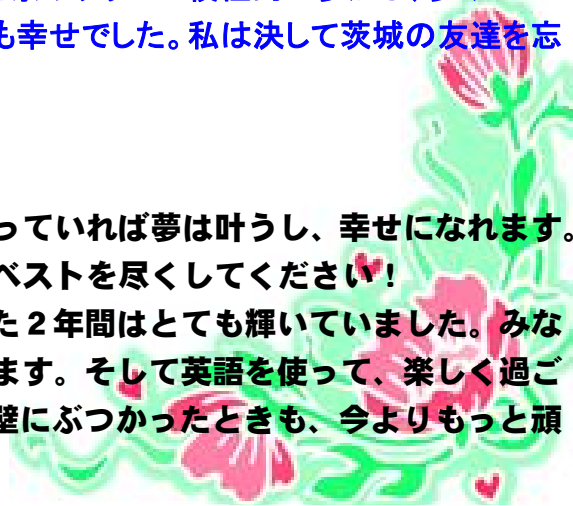 も幸せでした。私は決して茨城の友達を忘
っていれば夢は叶うし、幸せになれます。
ベストを尽くしてください！
た２年間はとても輝いていました。みな
ます。そして英語を使って、楽しく過ご
壁にぶつかったときも、今よりもっと頑